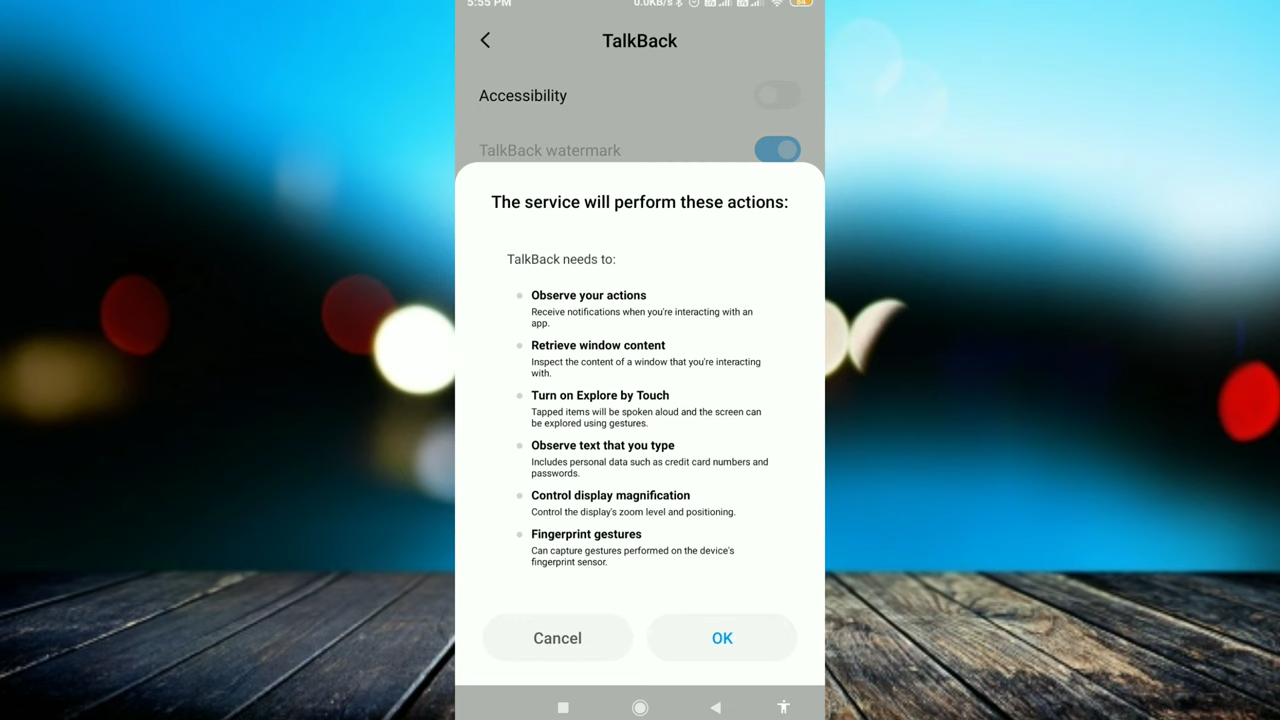 5:55 PM 0.0KB/s 84
TalkBack
Accessibility
TalkBack watermark
The service will perform these actions:
TalkBack needs to:
Observe your actions
Receive notifications when you're interacting with an
app.
Retrieve window content
Inspect the content of a window that you're interacting
with.
Turn on Explore by Touch
Tapped items will be spoken aloud and the screen can
be explored using gestures.
Observe text that you type
Includes personal data such as credit card numbers and
passwords.
Control display magnification
Control the display's zoom level and positioning.
Fingerprint gestures
Can capture gestures performed on the device's
fingerprint sensor.
Cancel OK